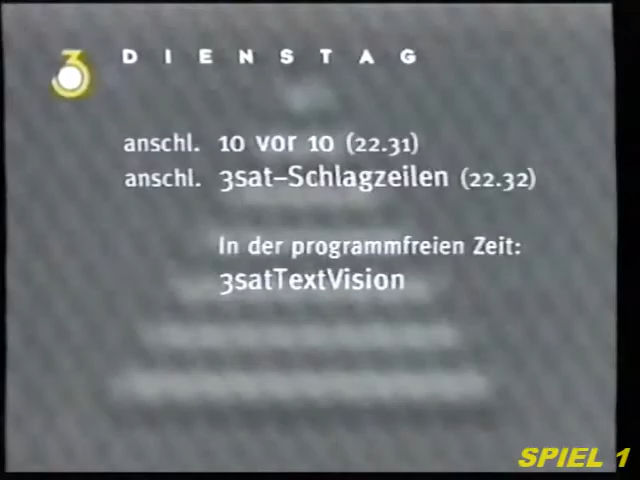 3
DIENSTAG
anschl. 10 vor 10 (22.31)
anschl. 3sat-Schlagzeilen (22.32)
In der programmfreien Zeit:
3satTextVision
SPIEL 1